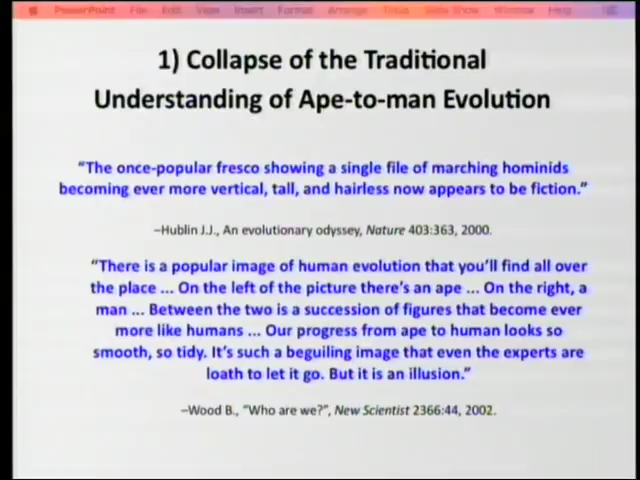 PowerPoint File Edit View Insert Format Arrange Tools Slide Show Window Help
1) Collapse of the Traditional
Understanding of Ape-to-man Evolution
“The once-popular fresco showing a single file of marching hominids
becoming ever more vertical, tall, and hairless now appears to be fiction.”
–Hublin J.J., An evolutionary odyssey, Nature 403:363, 2000.
“There is a popular image of human evolution that you’ll find all over
the place ... On the left of the picture there’s an ape ... On the right, a
man ... Between the two is a succession of figures that become ever
more like humans ... Our progress from ape to human looks so
smooth, so tidy. It’s such a beguiling image that even the experts are
loath to let it go. But it is an illusion.”
–Wood B., “Who are we?”, New Scientist 2366:44, 2002.